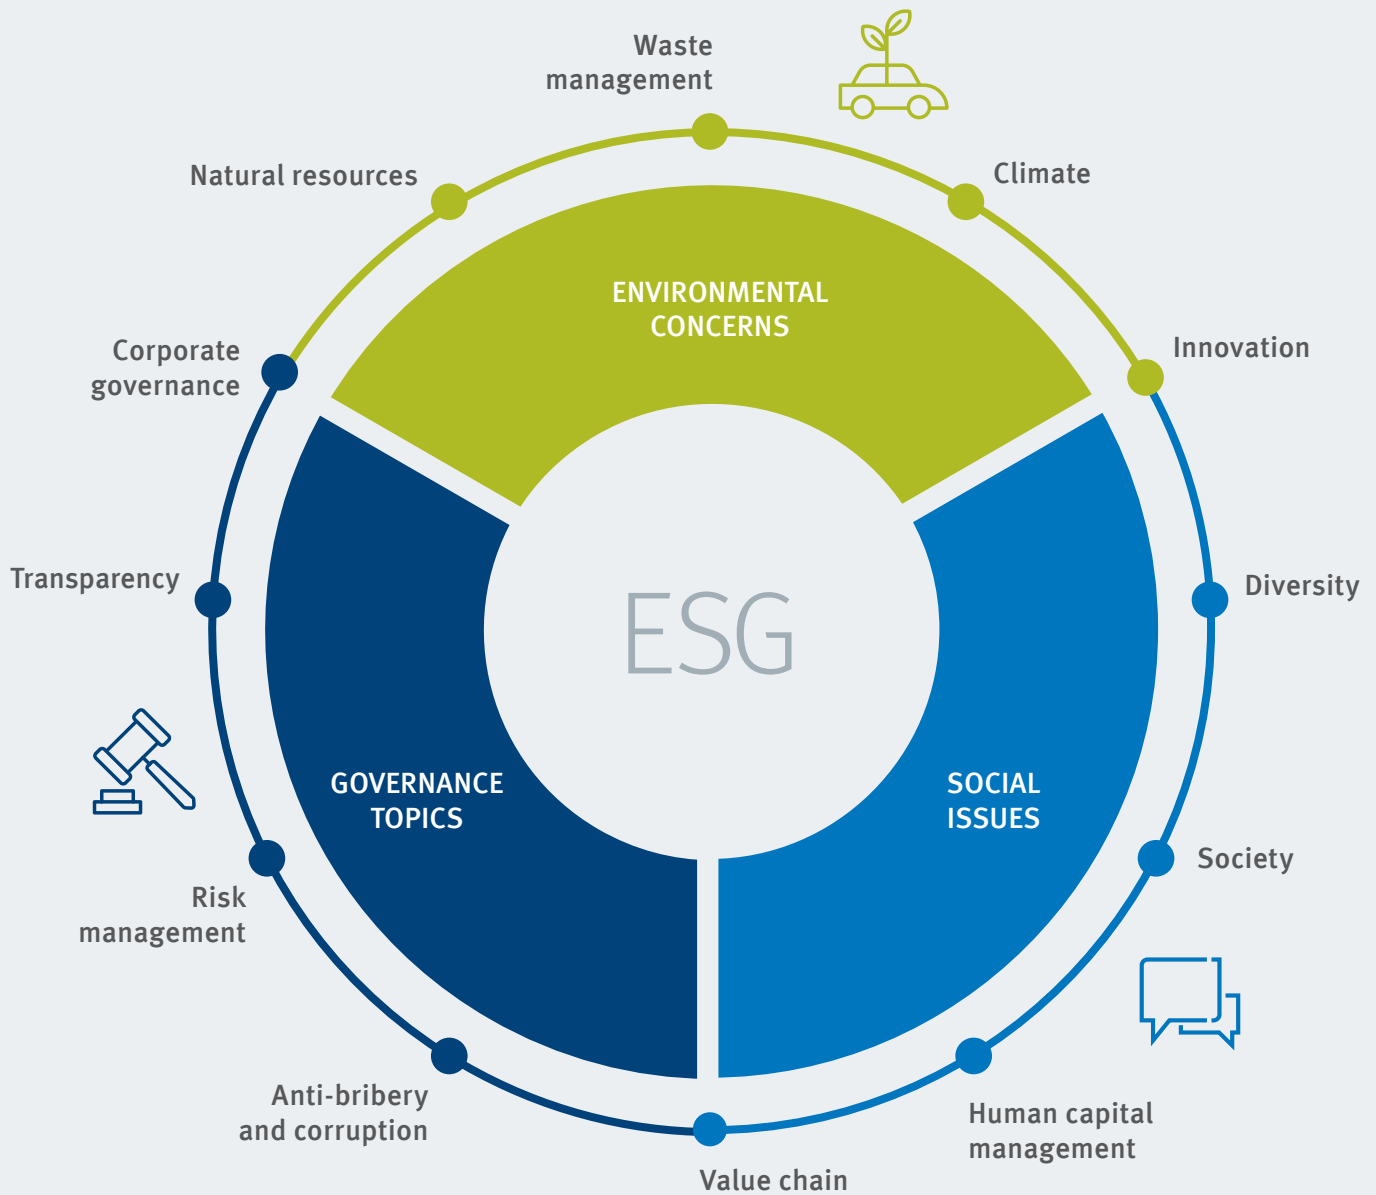 Waste
management
Climate
Natural resources
ENVIRONMENTAL
CONCERNS
Innovation
Corporate
governance
Transparency
Diversity
ESG
GOVERNANCE
TOPICS
SOCIAL
ISSUES
Society
Risk
management
Anti-bribery
and corruption
Human capital
management
Value chain